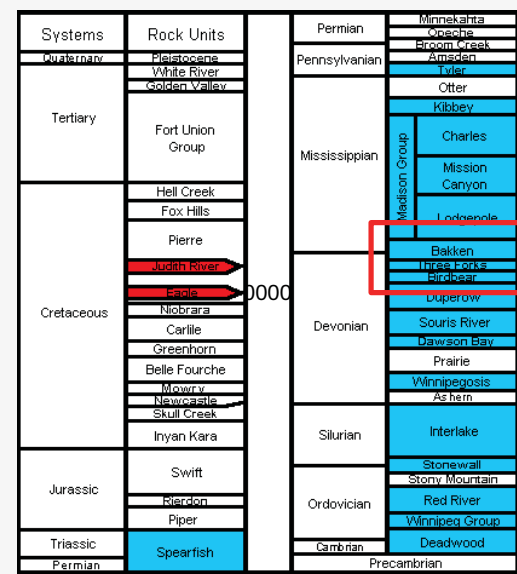 Systems Rock Units
Quaternary Pleistocene
Tertiary
White River
Golden Valley
Fort Union
Group
Cretaceous
Hell Creek
Fox Hills
Pierre
Judith River
Eagle
Niobrara
Carlile
Greenhorn
Belle Fourche
Mowry
Newcastle
Skull Creek
Inyan Kara
Jurassic
Swift
Rierdon
Piper
Triassic
Permian
Spearfish
0000
Permian
Minnekahta
Opeche
Pennsylvanian
Broom Creek
Amsden
Tyler
Mississippian
Otter
Kibbey
Madison Group
Charles
Mission
Canyon
Lodgepole
Bakken
Devonian
Three Forks
Birdbear
Duperow
Souris River
Dawson Bay
Prairie
Winnipegosis
Ashern
Silurian
Interlake
Stonewall
Ordovician
Stony Mountain
Red River
Winnipeg Group
Cambrian
Deadwood
Precambrian